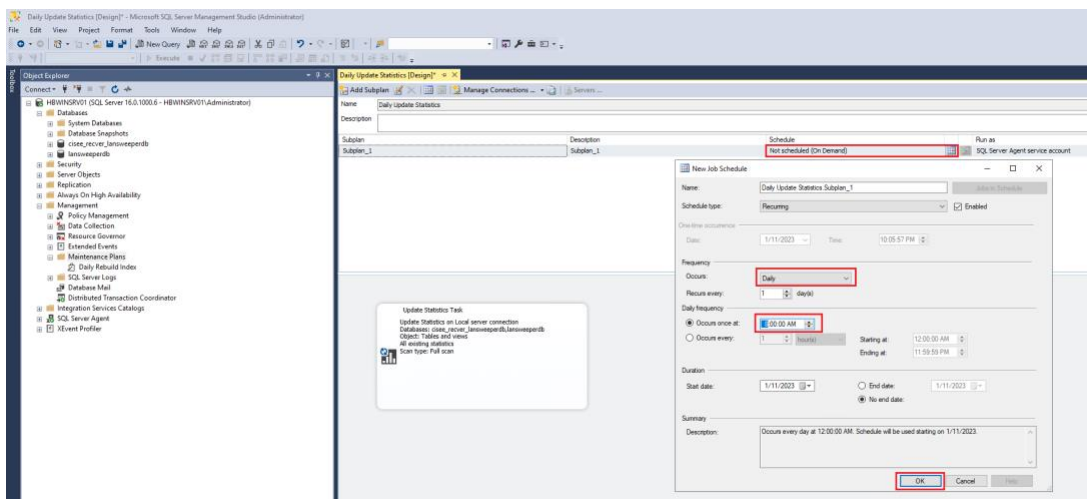 Daily Update Statistics [Design]* - Microsoft SQL Server Management Studio (Administrator)
File Edit View Project Format Tools Window Help
New Query
Execute
Toolbox
Object Explorer
Connect
HBWINSRV01 (SQL Server 16.0.1000.6 - HBWINSRV01\Administrator)
Databases
System Databases
Database Snapshots
cisee_recver_lansweeperdb
lansweeperdb
Security
Server Objects
Replication
Always On High Availability
Management
Policy Management
Data Collection
Resource Governor
Extended Events
Maintenance Plans
Daily Rebuild Index
SQL Server Logs
Database Mail
Distributed Transaction Coordinator
Integration Services Catalogs
SQL Server Agent
XEvent Profiler
Daily Update Statistics [Design]*
Add Subplan Manage Connections ... Servers ...
Name Daily Update Statistics
Description
Subplan Description Schedule Run as
Subplan_1 Subplan_1 Not scheduled (On Demand) SQL Server Agent service account
Update Statistics Task
Update Statistics on Local server connection
Databases: cisee_recver_lansweeperdb,lansweeperdb
Object: Tables and views
All existing statistics
Scan type: Full scan
New Job Schedule
Name: Daily Update Statistics.Subplan_1 Jobs in Schedule
Schedule type: Recurring Enabled
One-time occurrence
Date: 1/11/2023 Time: 10:05:57 PM
Frequency
Occurs: Daily
Recurs every: 1 day(s)
Daily frequency
Occurs once at: :00:00 AM
Occurs every: 1 hour(s) Starting at: 12:00:00 AM
Ending at: 11:59:59 PM
Duration
Start date: 1/11/2023 End date: 1/11/2023
No end date:
Summary
Description: Occurs every day at 12:00:00 AM. Schedule will be used starting on 1/11/2023.
OK Cancel Help